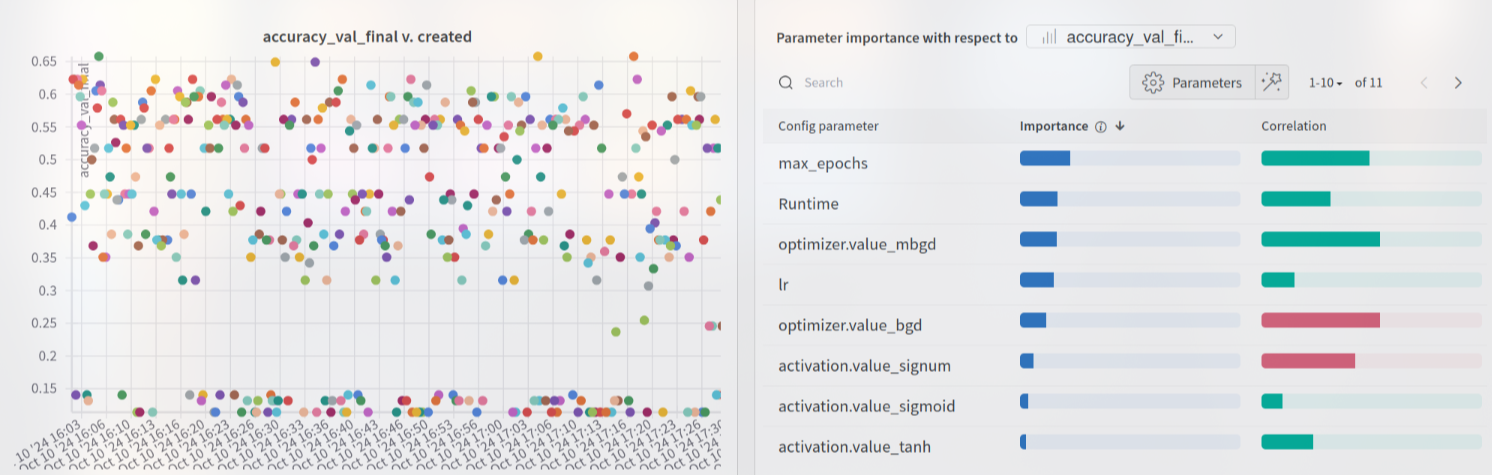 accuracy_val_final v. created
accuracy_val_final
0.65
0.6
0.55
0.5
0.45
0.4
0.35
0.3
0.25
0.2
0.15
10 '24 16:03
Oct 10 '24 16:06
Oct 10 '24 16:10
Oct 10 '24 16:13
Oct 10 '24 16:16
Oct 10 '24 16:20
Oct 10 '24 16:23
Oct 10 '24 16:26
Oct 10 '24 16:30
Oct 10 '24 16:33
Oct 10 '24 16:36
Oct 10 '24 16:40
Oct 10 '24 16:43
Oct 10 '24 16:46
Oct 10 '24 16:50
Oct 10 '24 16:53
Oct 10 '24 16:56
Oct 10 '24 17:00
Oct 10 '24 17:03
Oct 10 '24 17:06
Oct 10 '24 17:10
Oct 10 '24 17:13
Oct 10 '24 17:16
Oct 10 '24 17:20
Oct 10 '24 17:23
Oct 10 '24 17:26
Parameter importance with respect to accuracy_val_fi...
Search Parameters 1-10 of 11
Config parameter Importance Correlation
max_epochs
Runtime
optimizer.value_mbgd
lr
optimizer.value_bgd
activation.value_signum
activation.value_sigmoid
activation.value_tanh